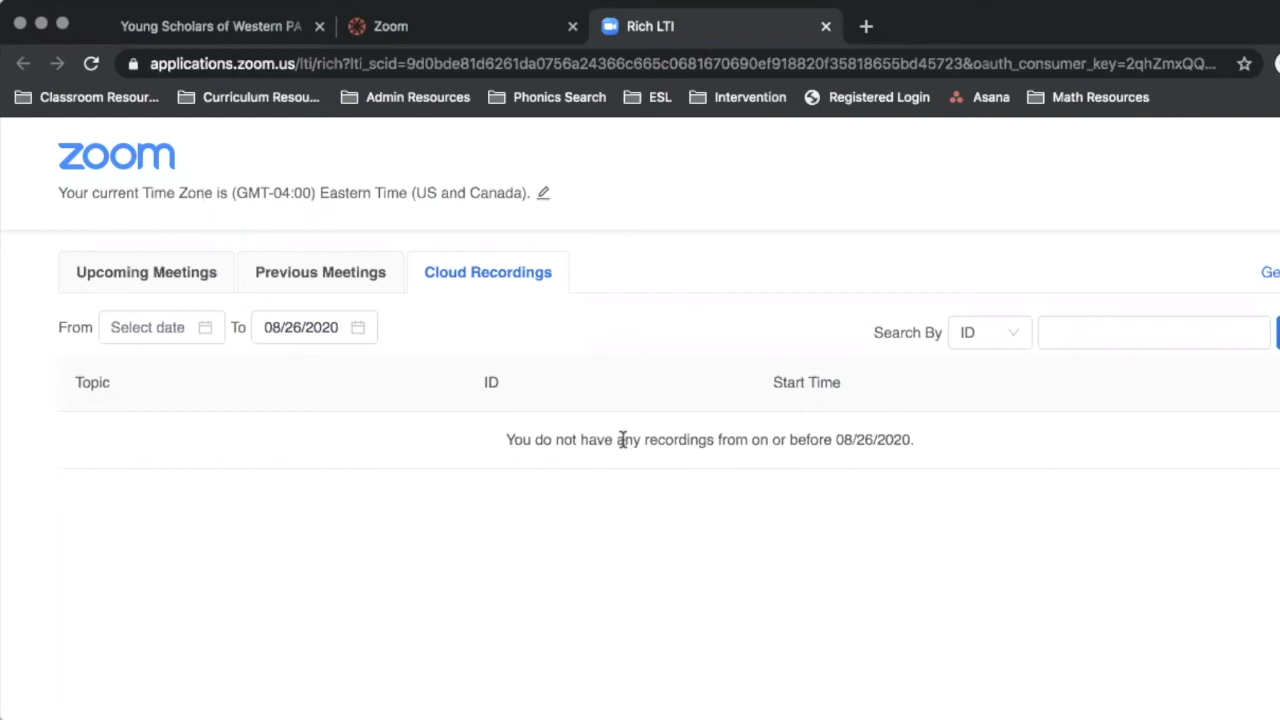 Young Scholars of Western PA
Zoom
Rich LTI
applications.zoom.us/lti/rich?lti_scid=9d0bde81d6261da0756a24366c665c0681670690ef918820f35818655bd45723&oauth_consumer_key=2qhZmxQQ...
Classroom Resour...
Curriculum Resou...
Admin Resources
Phonics Search
ESL
Intervention
Registered Login
Asana
Math Resources
zoom
Your current Time Zone is (GMT-04:00) Eastern Time (US and Canada).
Upcoming Meetings
Previous Meetings
Cloud Recordings
Ge
From Select date To 08/26/2020
Search By ID
Topic ID Start Time
You do not have any recordings from on or before 08/26/2020.